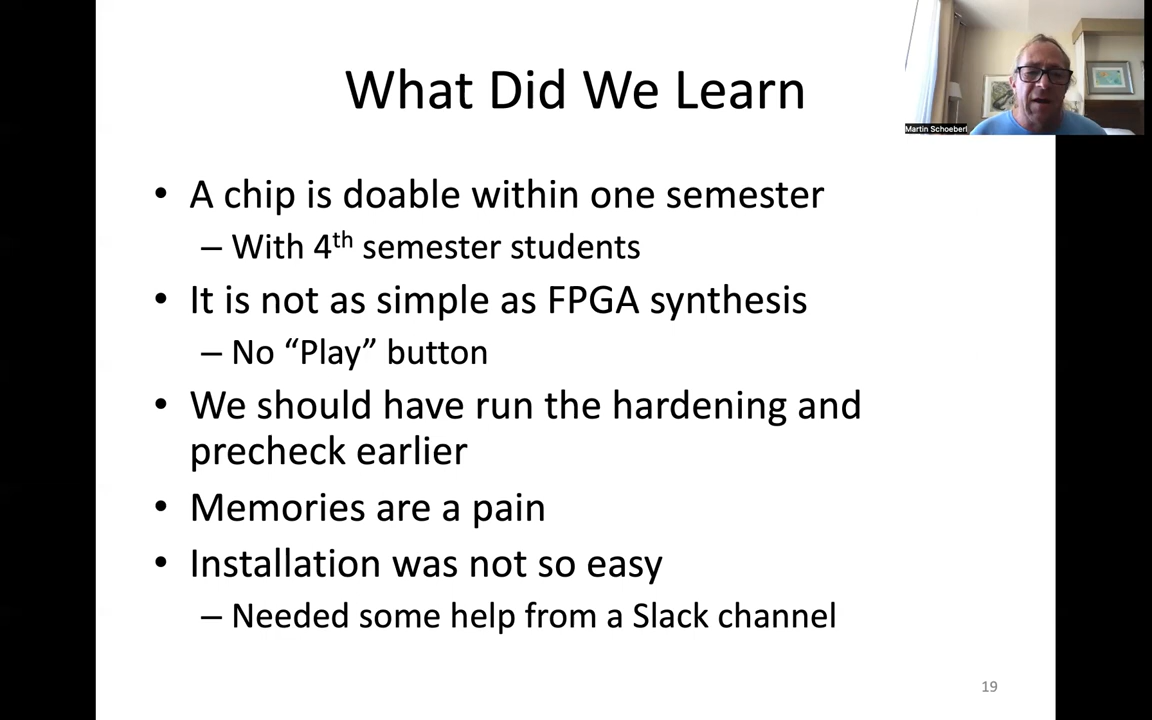 What Did We Learn
Martin Schoeberl
• A chip is doable within one semester
– With 4th semester students
• It is not as simple as FPGA synthesis
– No “Play” button
• We should have run the hardening and
precheck earlier
• Memories are a pain
• Installation was not so easy
– Needed some help from a Slack channel
19